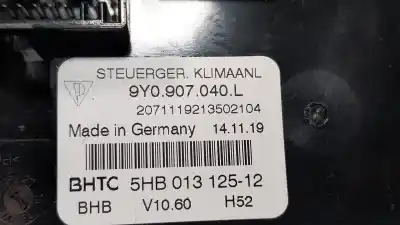 STEUERGER. KLIMAANL
9Y0.907.040.L
2071119213502104
Made in Germany 14.11.19
BHTC 5HB 013 125-12
BHB V10.60 H52